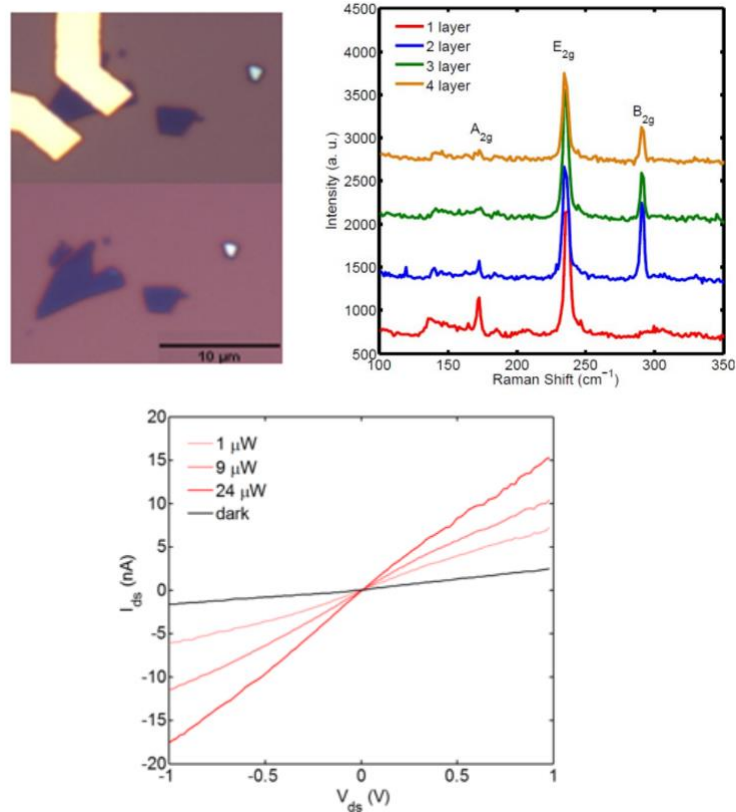 10 µm
4500
4000
3500
3000
2500
2000
1500
1000
500
Intensity (a. u.)
1 layer
2 layer
3 layer
4 layer
A2g
E2g
B2g
100
150
200
250
300
350
Raman Shift (cm−1)
20
15
10
5
0
-5
-10
-15
-20
Ids (nA)
1 µW
9 µW
24 µW
dark
-1
-0.5
0
0.5
1
Vds (V)